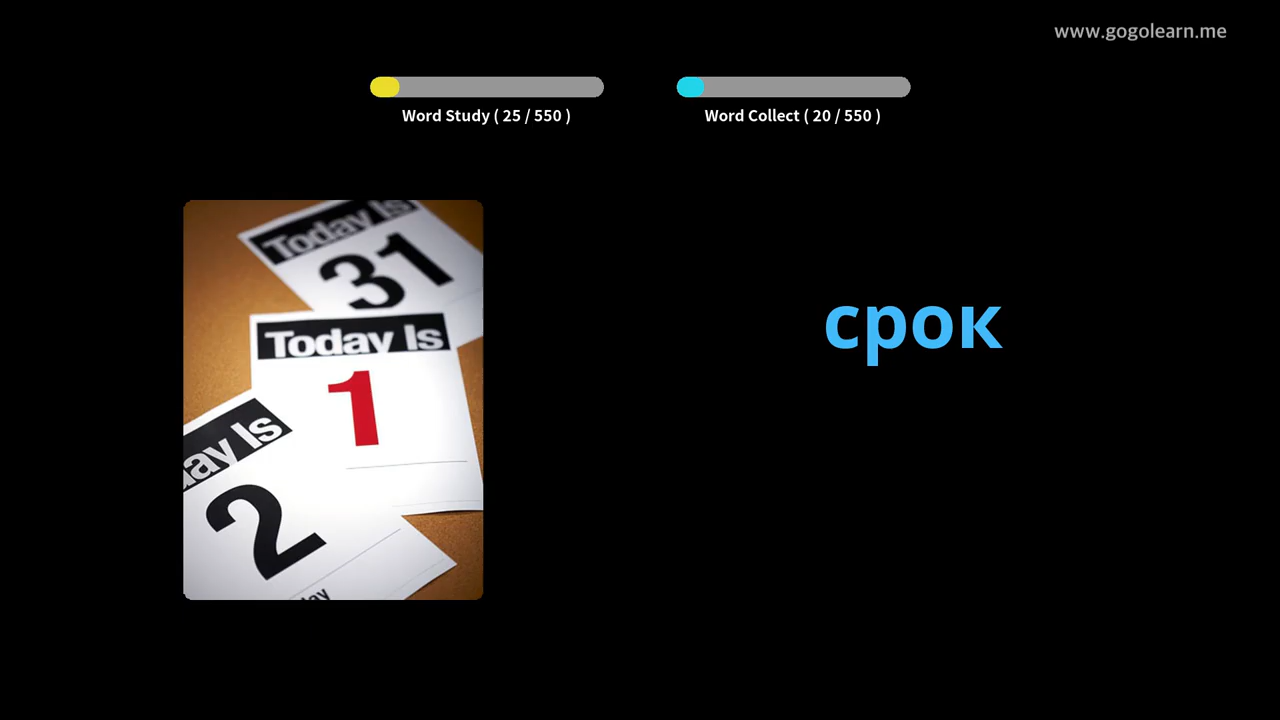 www.gogolearn.me
Word Study ( 25 / 550 )
Word Collect ( 20 / 550 )
Today Is
31
Today Is
1
ay Is
2
ay
срок